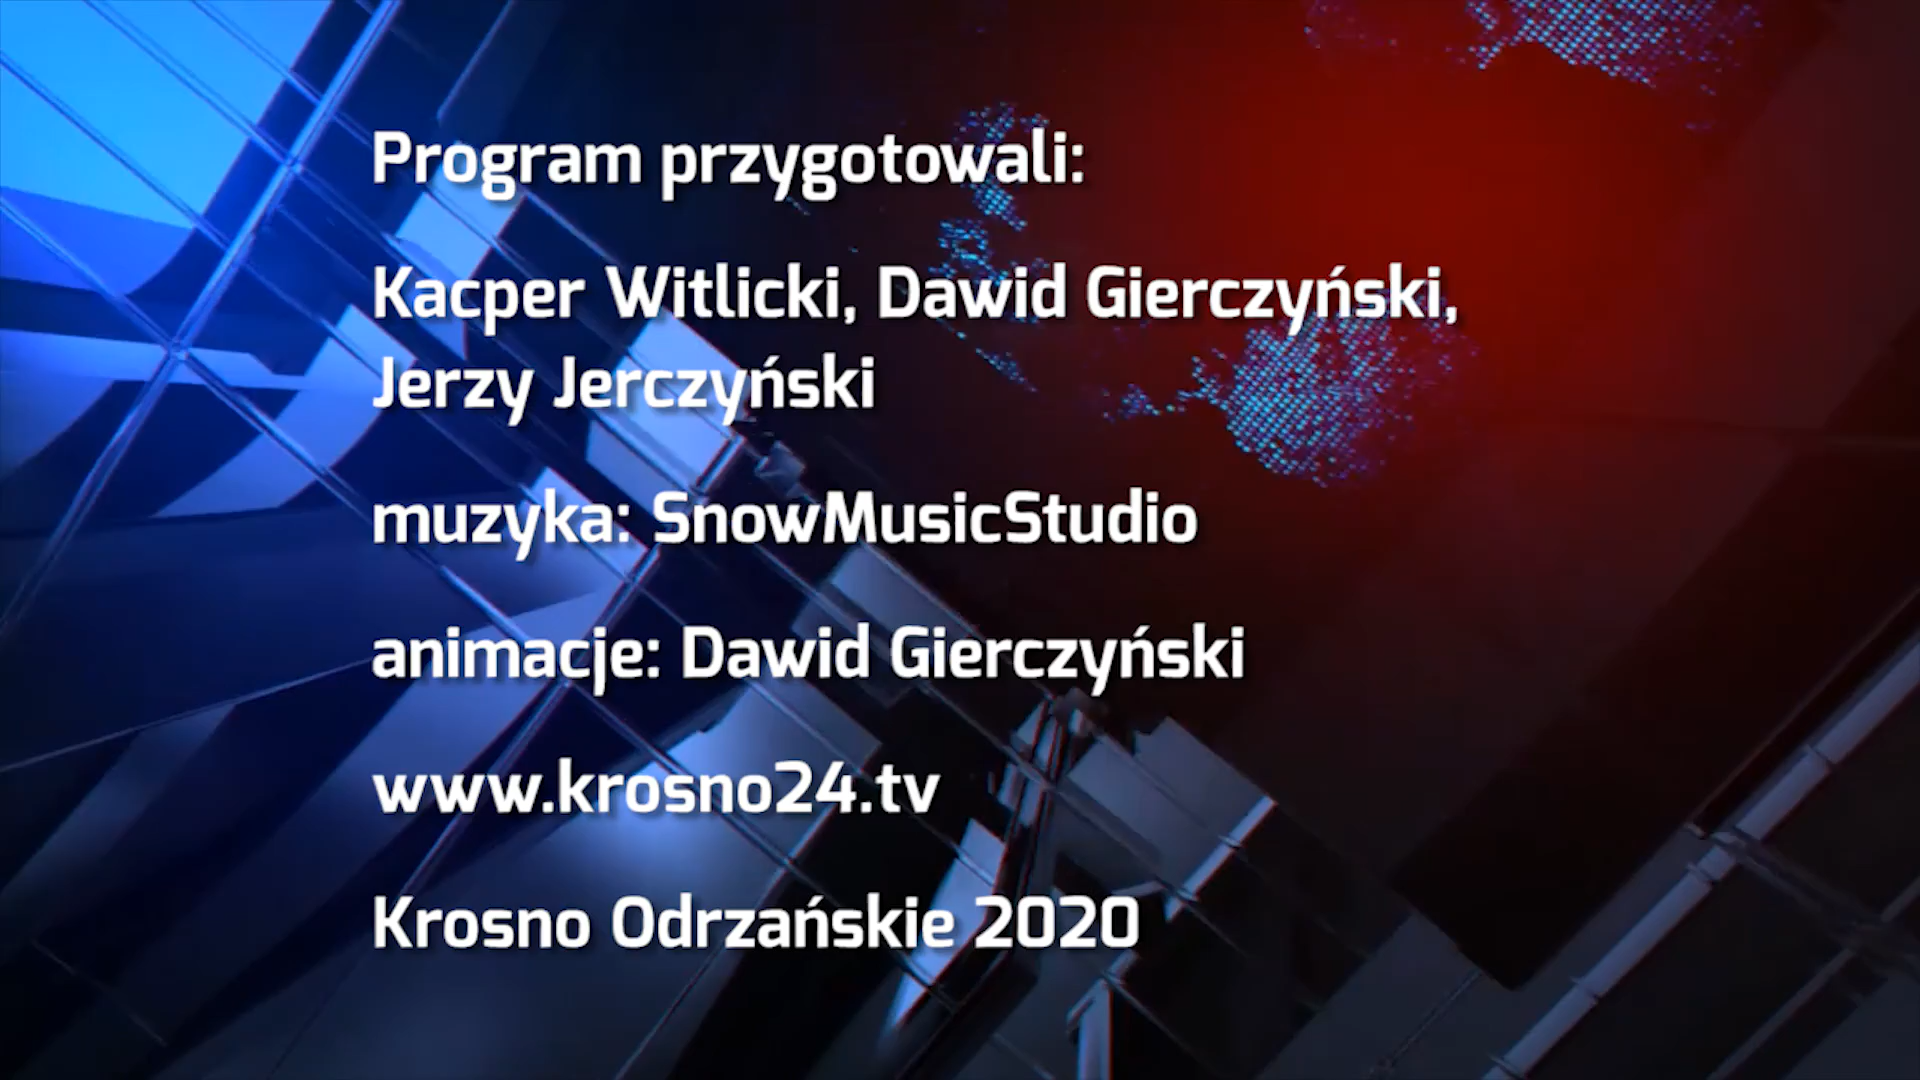 Program przygotowali:
Kacper Witlicki, Dawid Gierczyński,
Jerzy Jerczyński
muzyka: SnowMusicStudio
animacje: Dawid Gierczyński
www.krosno24.tv
Krosno Odrzańskie 2020